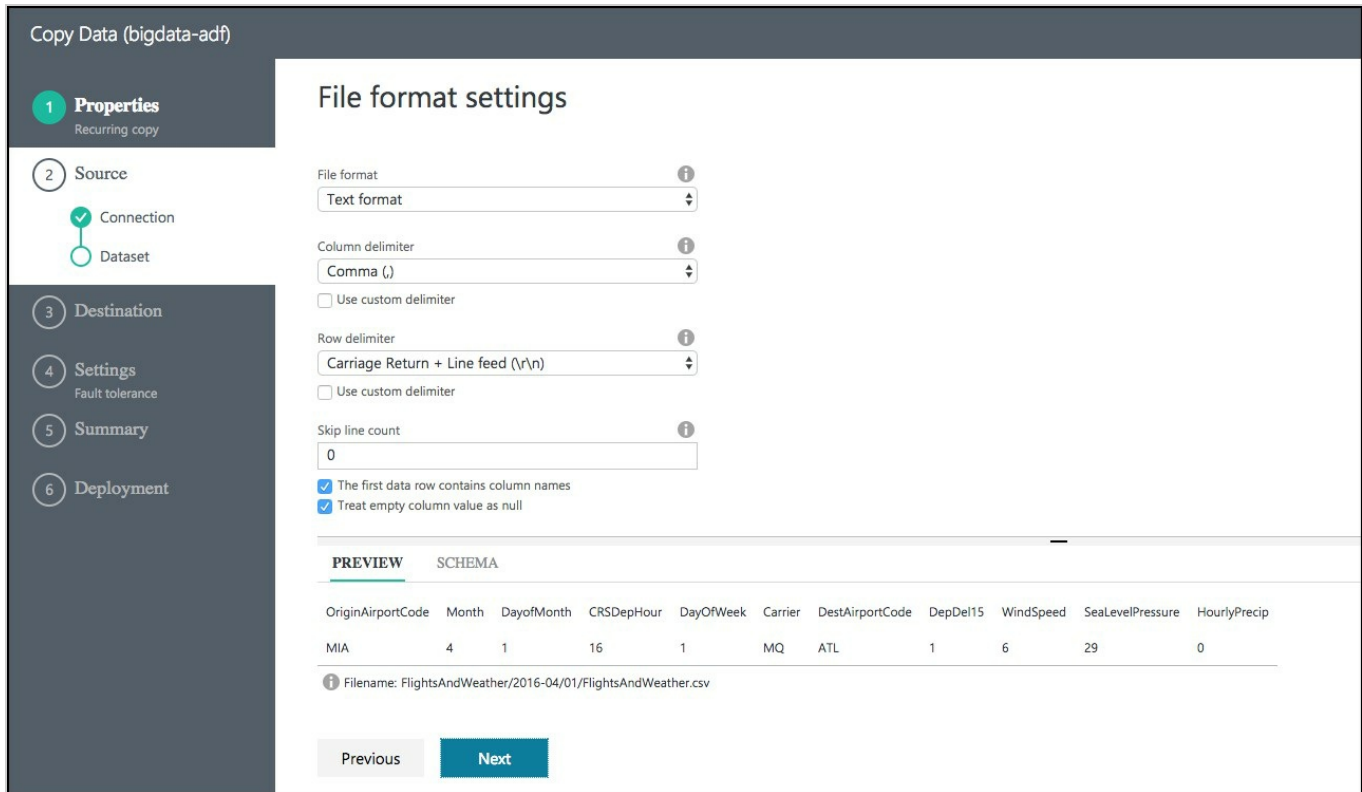 Copy Data (bigdata-adf)
1 Properties
Recurring copy
2 Source
Connection
Dataset
3 Destination
4 Settings
Fault tolerance
5 Summary
6 Deployment
File format settings
File format
Text format
Column delimiter
Comma (,)
Use custom delimiter
Row delimiter
Carriage Return + Line feed (\r\n)
Use custom delimiter
Skip line count
0
The first data row contains column names
Treat empty column value as null
PREVIEW SCHEMA
OriginAirportCode Month DayofMonth CRSDepHour DayOfWeek Carrier DestAirportCode DepDel15 WindSpeed SeaLevelPressure HourlyPrecip
MIA 4 1 16 1 MQ ATL 1 6 29 0
Filename: FlightsAndWeather/2016-04/01/FlightsAndWeather.csv
Previous Next